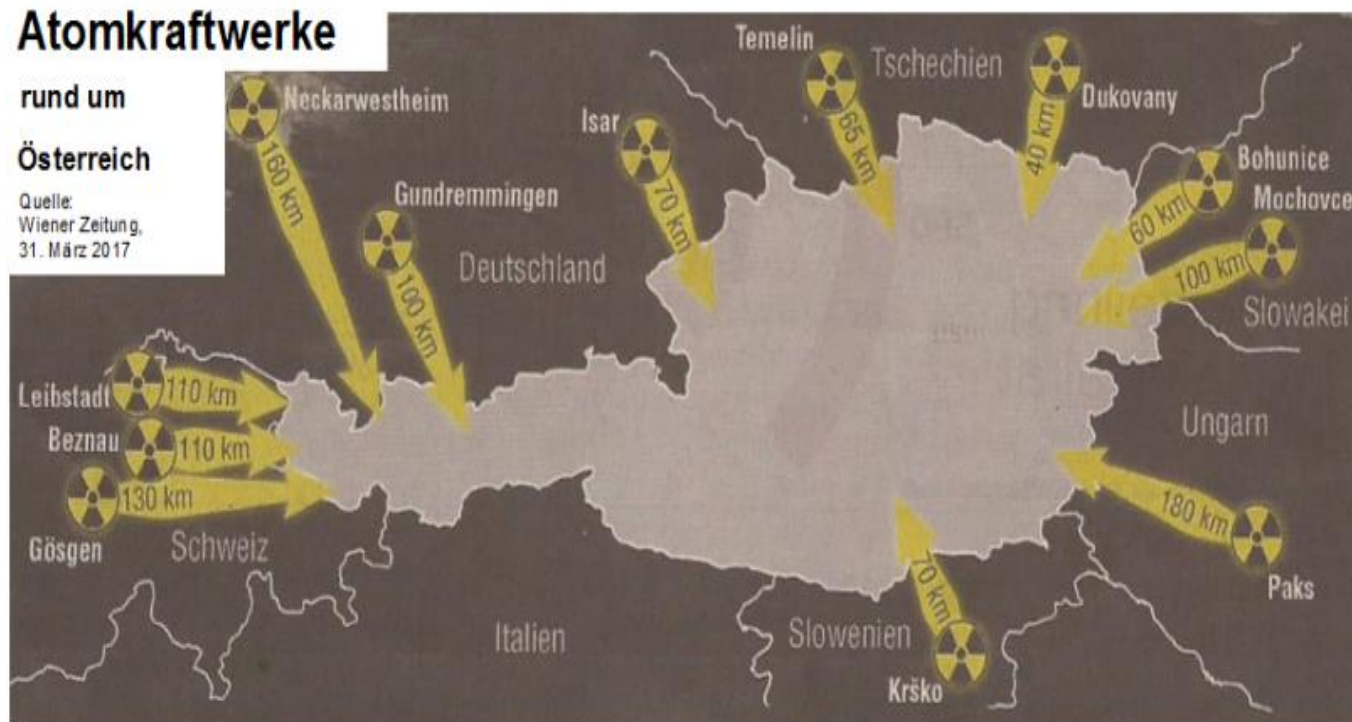 Atomkraftwerke
rund um
Österreich
Quelle:
Wiener Zeitung,
31. März 2017
Neckarwestheim
160 km
Gundremmingen
100 km
Isar
70 km
Temelin
65 km
Tschechien
Dukovany
40 km
Bohunice
60 km
Mochovce
100 km
Slowakei
Deutschland
Leibstadt
110 km
Beznau
110 km
130 km
Gösgen
Schweiz
Italien
Slowenien
70 km
Krško
Ungarn
180 km
Paks